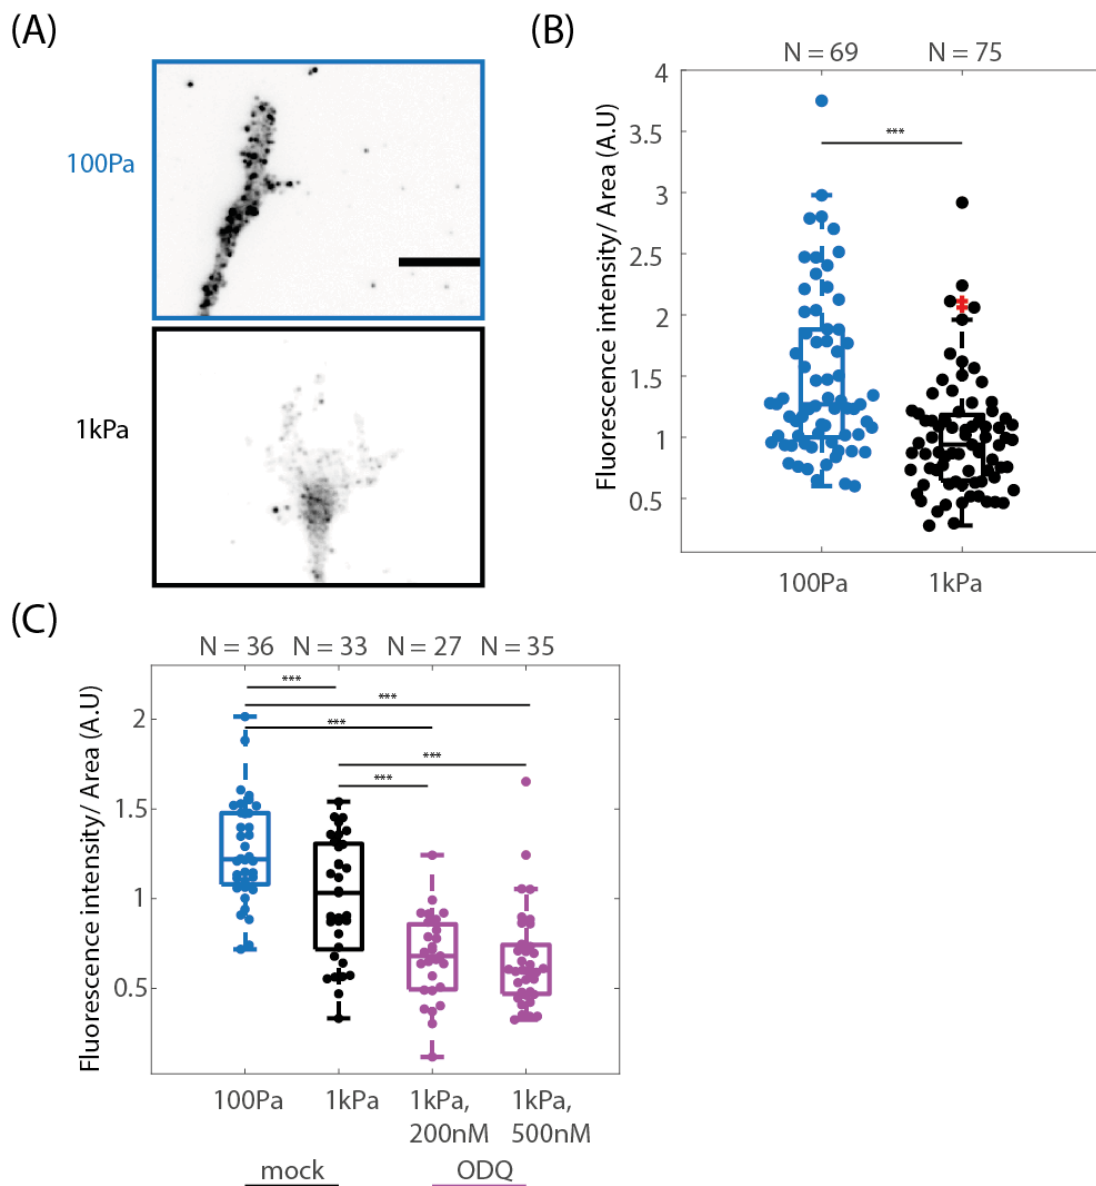 (A)
100Pa
1kPa
(B)
N = 69 N = 75
Fluorescence intensity/ Area (A.U)
4
3.5
3
2.5
2
1.5
1
0.5
***
100Pa 1kPa
(C)
N = 36 N = 33 N = 27 N = 35
Fluorescence intensity/ Area (A.U)
2
1.5
1
0.5
***
***
***
***
***
100Pa 1kPa 1kPa, 1kPa,
200nM 500nM
mock ODQ